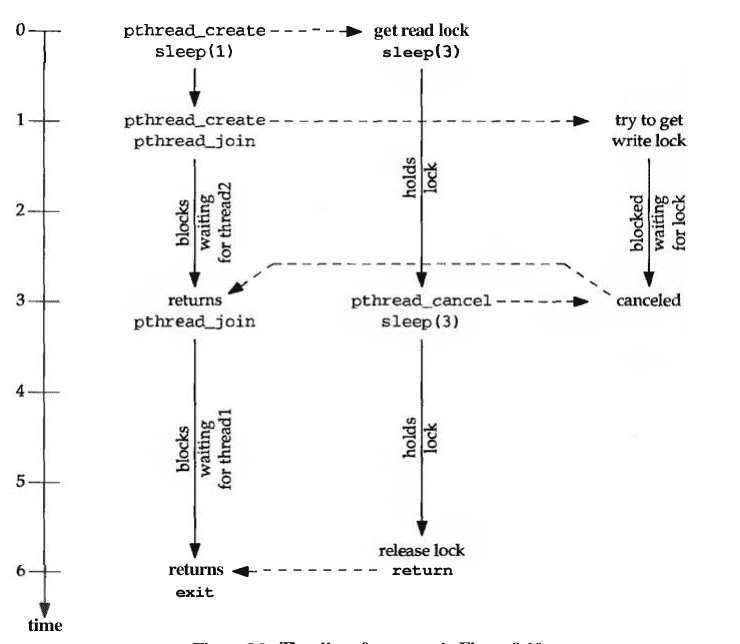 0
pthread_create
get read lock
sleep(1)
sleep(3)
1
pthread_create
try to get
pthread_join
write lock
holds
lock
2
blocks
waiting
for thread2
blocked
waiting
for lock
3
returns
pthread_cancel
canceled
pthread_join
sleep(3)
4
blocks
waiting
for thread1
holds
lock
5
release lock
6
returns
return
exit
time